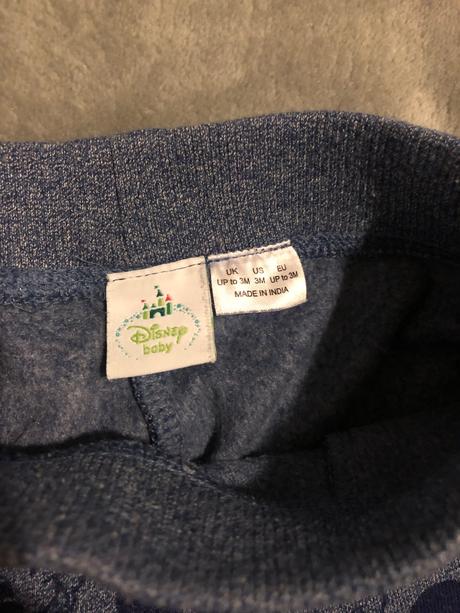 DISNEY
baby
UK US EU
UP to 3M 3M UP to 3M
MADE IN INDIA